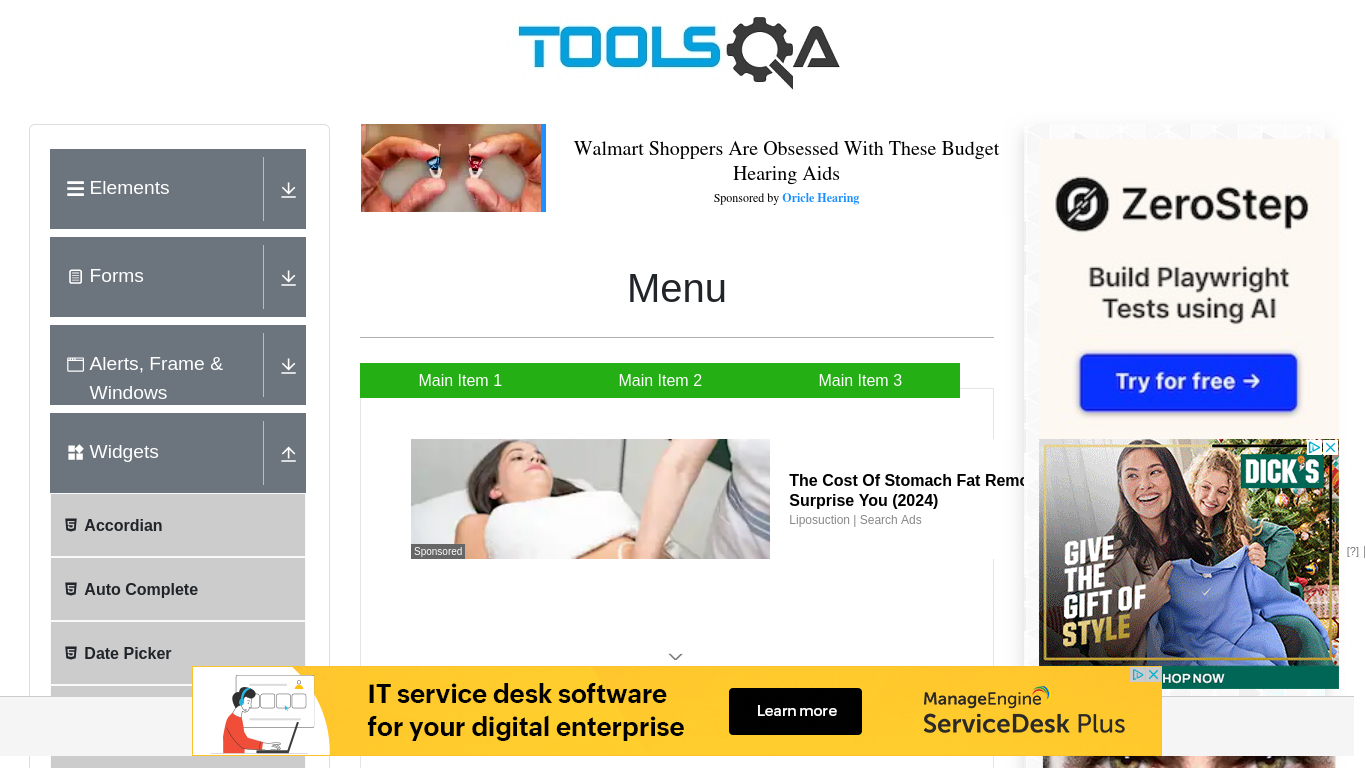 TOOLSQA
Elements
Forms
Alerts, Frame &
Windows
Widgets
Accordian
Auto Complete
Date Picker
Walmart Shoppers Are Obsessed With These Budget
Hearing Aids
Sponsored by Oricle Hearing
Menu
Main Item 1
Main Item 2
Main Item 3
The Cost Of Stomach Fat
Surprise You (2024)
Liposuction | Search Ads
Sponsored
ZeroStep
Build Playwright
Tests using AI
Try for free →
DICK'S
GIVE
THE
GIFT OF
STYLE
HOP NOW
[?]
IT service desk software
for your digital enterprise
Learn more
ManageEngine
ServiceDesk Plus